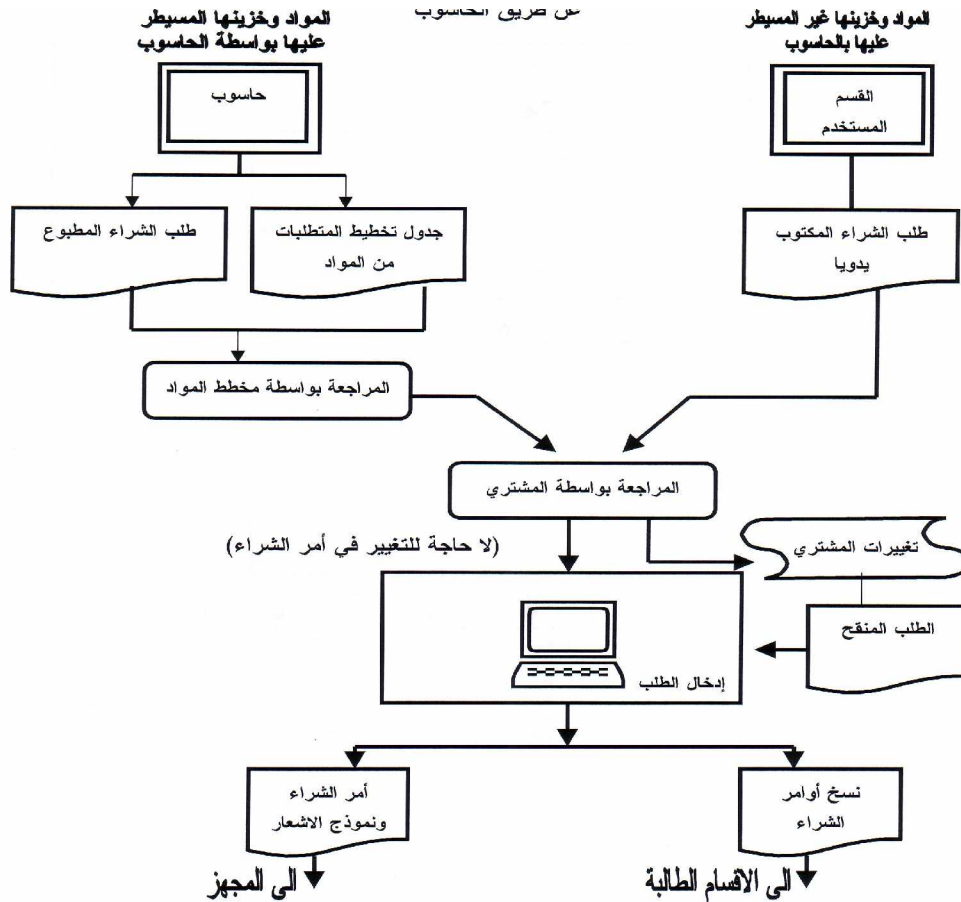 عن طريق الحاسوب
المواد وخزينها غير المسيطر
عليها بالحاسوب
المواد وخزينها المسيطر
عليها بواسطة الحاسوب
القسم
المستخدم
حاسوب
طلب الشراء المكتوب
يدويا
جدول تخطيط المتطلبات
من المواد
طلب الشراء المطبوع
المراجعة بواسطة مخطط المواد
المراجعة بواسطة المشتري
(لا حاجة للتغيير في أمر الشراء)
تغييرات المشتري
الطلب المنقح
إدخال الطلب
نسخ أوامر
الشراء
أمر الشراء
ونموذج الاشعار
الى الاقسام الطالبة
الى المجهز